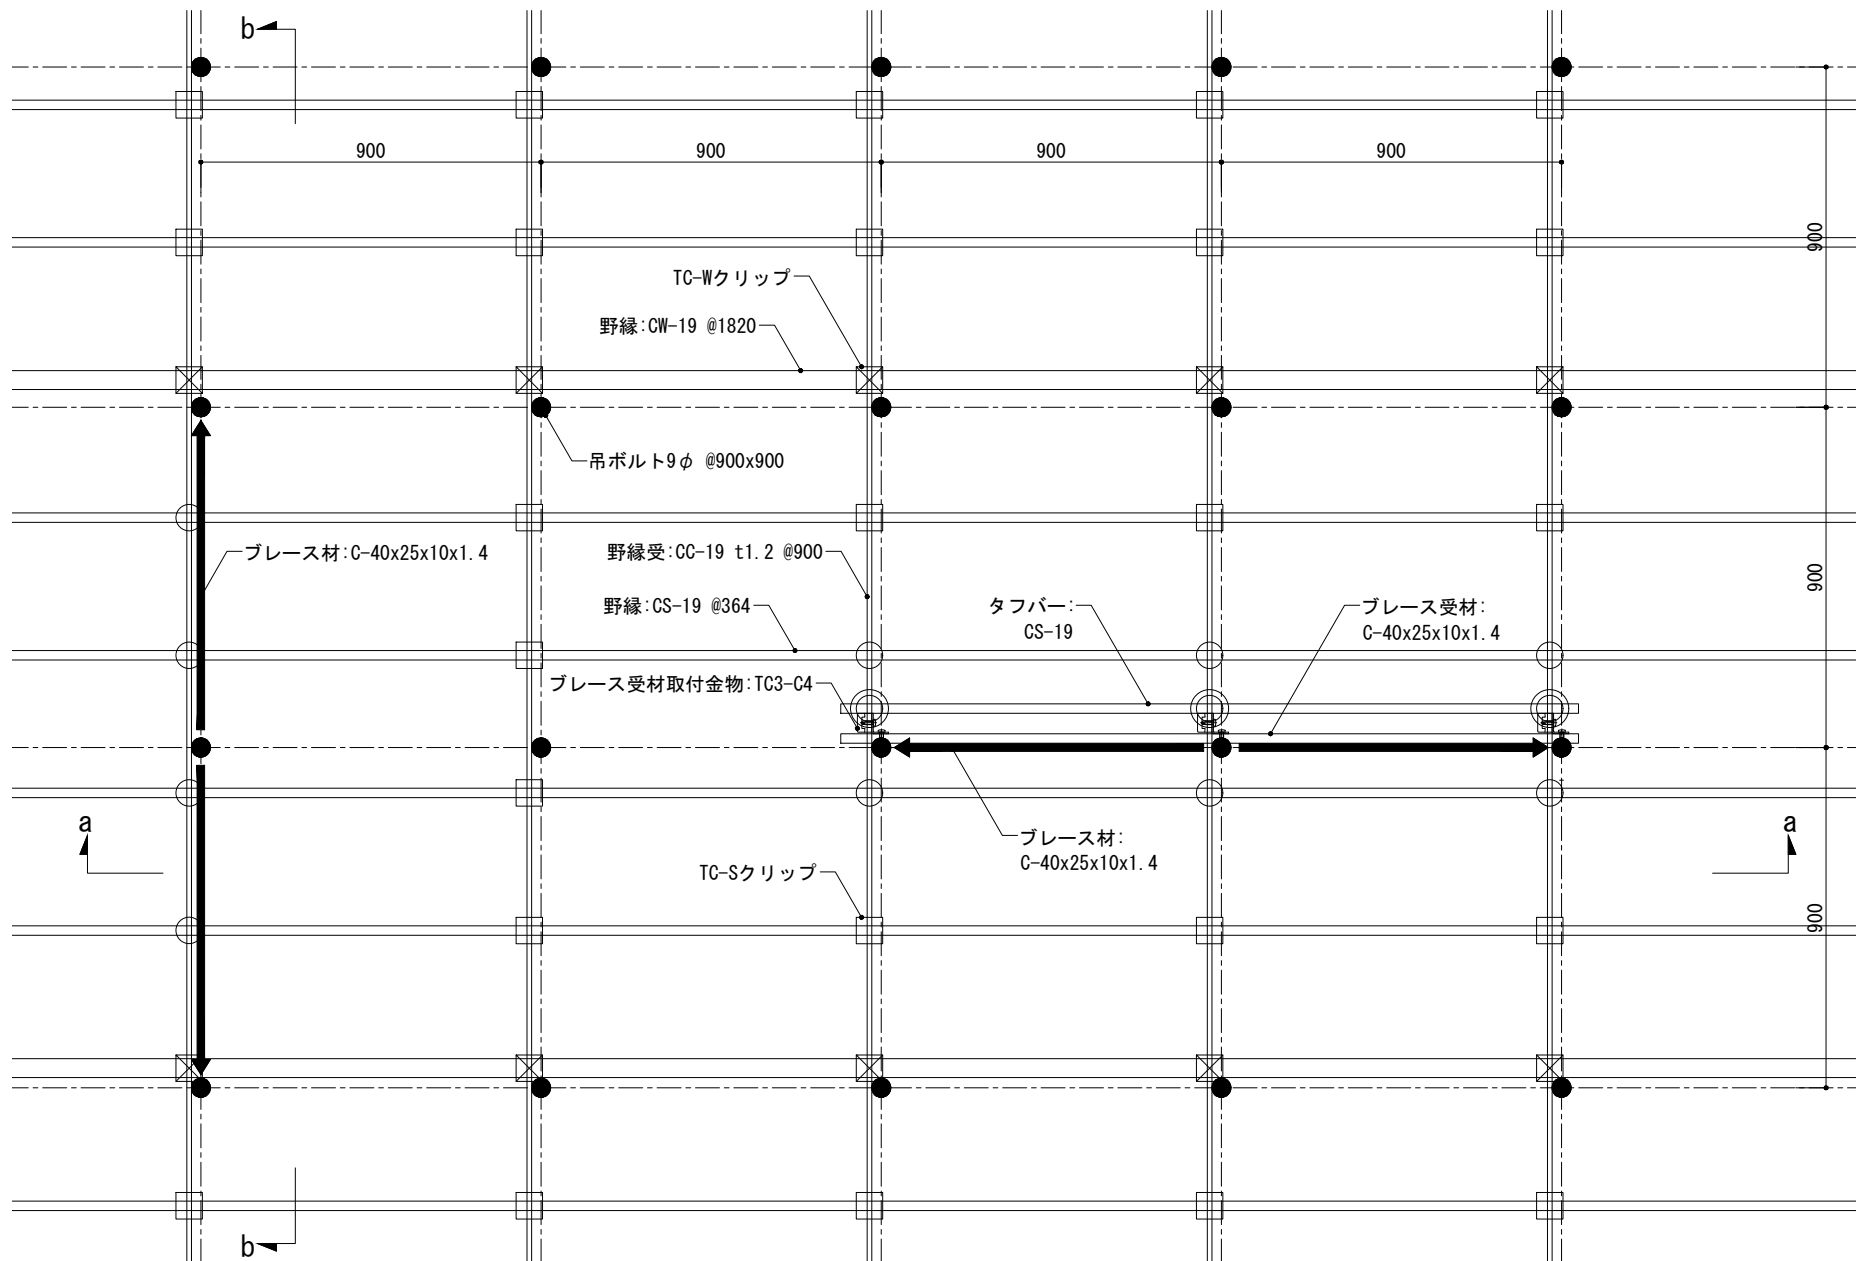 b
900
900
900
900
900
TC-Wクリップ
野縁:CW-19 @1820
吊ボルト9φ @900x900
ブレース材:C-40x25x10x1.4
野縁受:CC-19 t1.2 @900
900
野縁:CS-19 @364
タフバー:
CS-19
ブレース受材:
C-40x25x10x1.4
ブレース受材取付金物:TC3-C4
a
ブレース材:
C-40x25x10x1.4
a
TC-Sクリップ
900
b